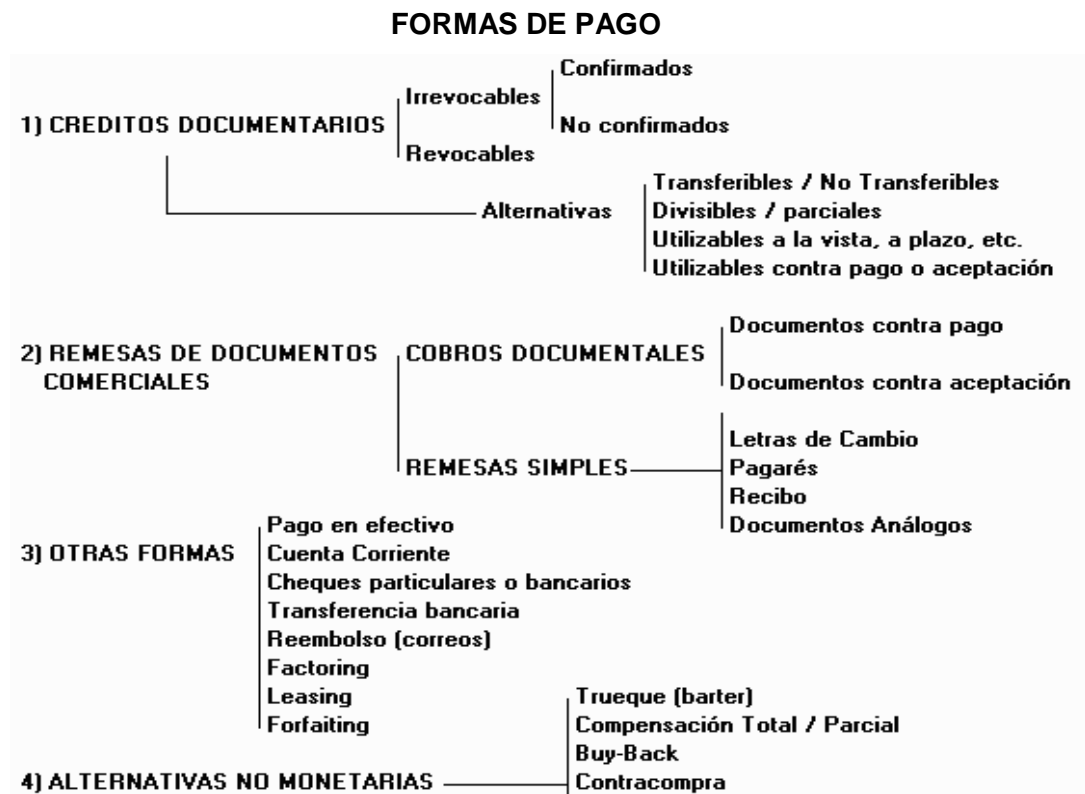 FORMAS DE PAGO
Confirmados
Irrevocables
1) CREDITOS DOCUMENTARIOS
No confirmados
Revocables
Transferibles / No Transferibles
Alternativas
Divisibles / parciales
Utilizables a la vista, a plazo, etc.
Utilizables contra pago o aceptación
Documentos contra pago
2) REMESAS DE DOCUMENTOS
COMERCIALES
COBROS DOCUMENTALES
Documentos contra aceptación
Letras de Cambio
REMESAS SIMPLES
Pagarés
Recibo
Documentos Análogos
3) OTRAS FORMAS
Pago en efectivo
Cuenta Corriente
Cheques particulares o bancarios
Transferencia bancaria
Reembolso (correos)
Factoring
Leasing
Forfaiting
4) ALTERNATIVAS NO MONETARIAS
Trueque (barter)
Compensación Total / Parcial
Buy-Back
Contracompra